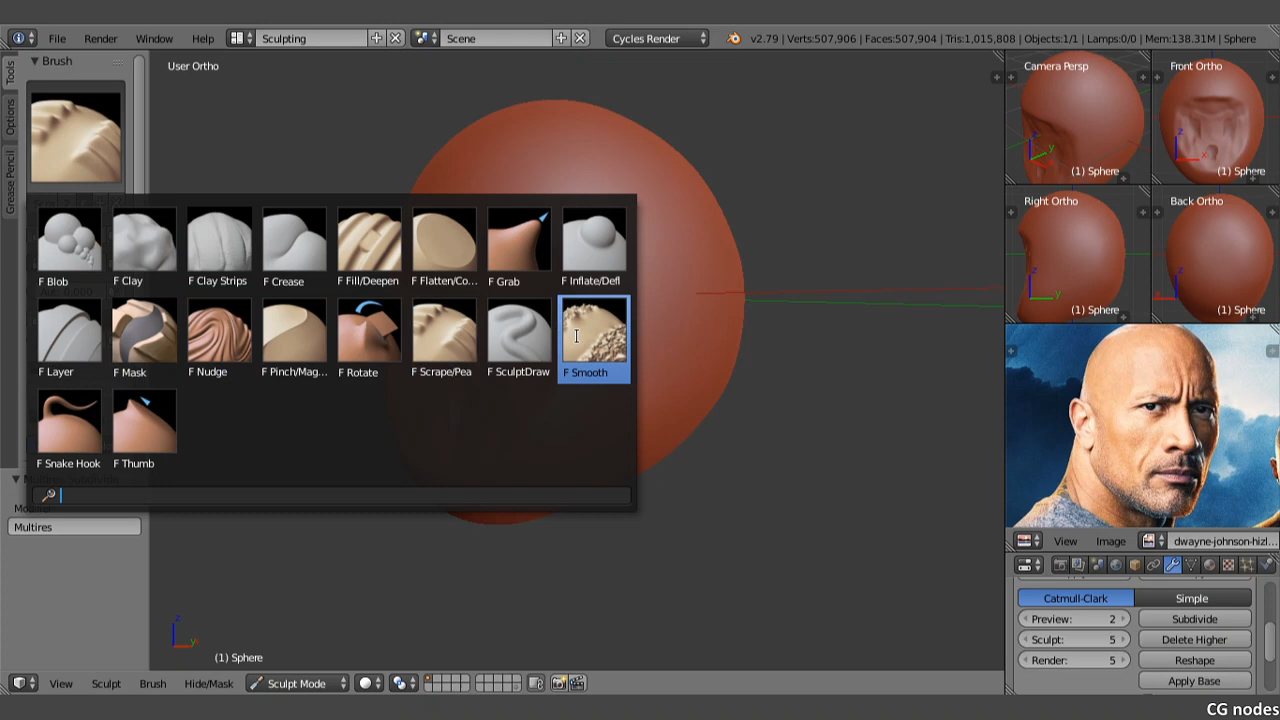 File Render Window Help Sculpting Scene Cycles Render v2.79 | Verts:507,906 | Faces:507,904 | Tris:1,015,808 | Objects:1/1 | Lamps:0/0 | Mem:138.31M | Sphere
Tools
Options
Grease Pencil
Brush
User Ortho
F Blob F Clay F Clay Strips F Crease F Fill/Deepen F Flatten/Co... F Grab F Inflate/Defl
F Layer F Mask F Nudge F Pinch/Mag... F Rotate F Scrape/Pea F SculptDraw F Smooth
F Snake Hook F Thumb
Multires
z
y
(1) Sphere
View Sculpt Brush Hide/Mask Sculpt Mode
Camera Persp
z
y
(1) Sphere
Front Ortho
z
x
(1) Sphere
Right Ortho
z
y
(1) Sphere
Back Ortho
z
x
(1) Sphere
View Image dwayne-johnson-hizl...
Catmull-Clark Simple
Preview: 2 Subdivide
Sculpt: 5 Delete Higher
Render: 5 Reshape
Apply Base
CG nodes